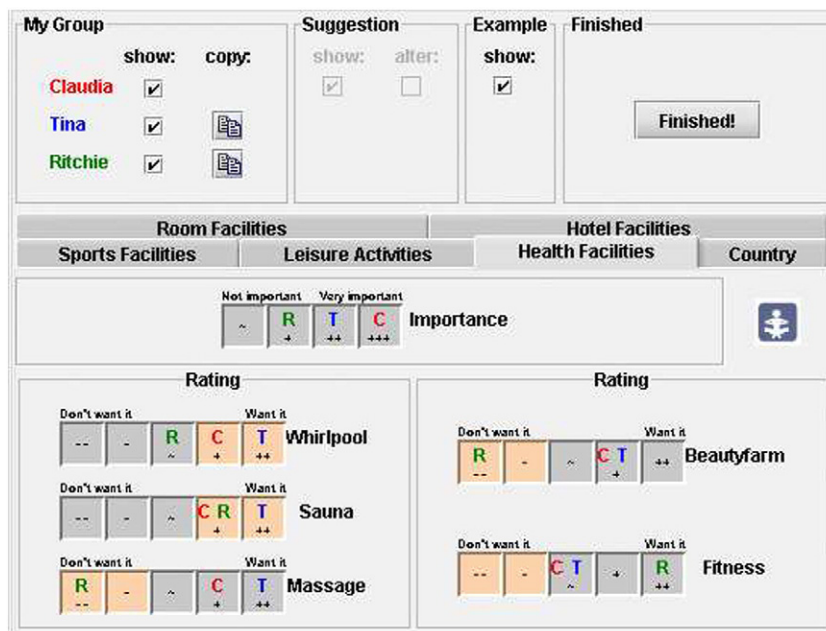 My Group
Suggestion
Example
Finished
show: copy:
show: alter:
show:
Claudia
Tina
Ritchie
Finished!
Room Facilities
Hotel Facilities
Sports Facilities
Leisure Activities
Health Facilities
Country
Not important Very important
~ R + T ++ C +++ Importance
Rating
Don't want it Want it
-- - R ~ C + T ++ Whirlpool
Don't want it Want it
-- - ~ C R + T ++ Sauna
Don't want it Want it
R -- - ~ C + T ++ Massage
Rating
Don't want it Want it
R -- - ~ C T + ++ Beautyfarm
Don't want it Want it
-- - C T ~ + R ++ Fitness